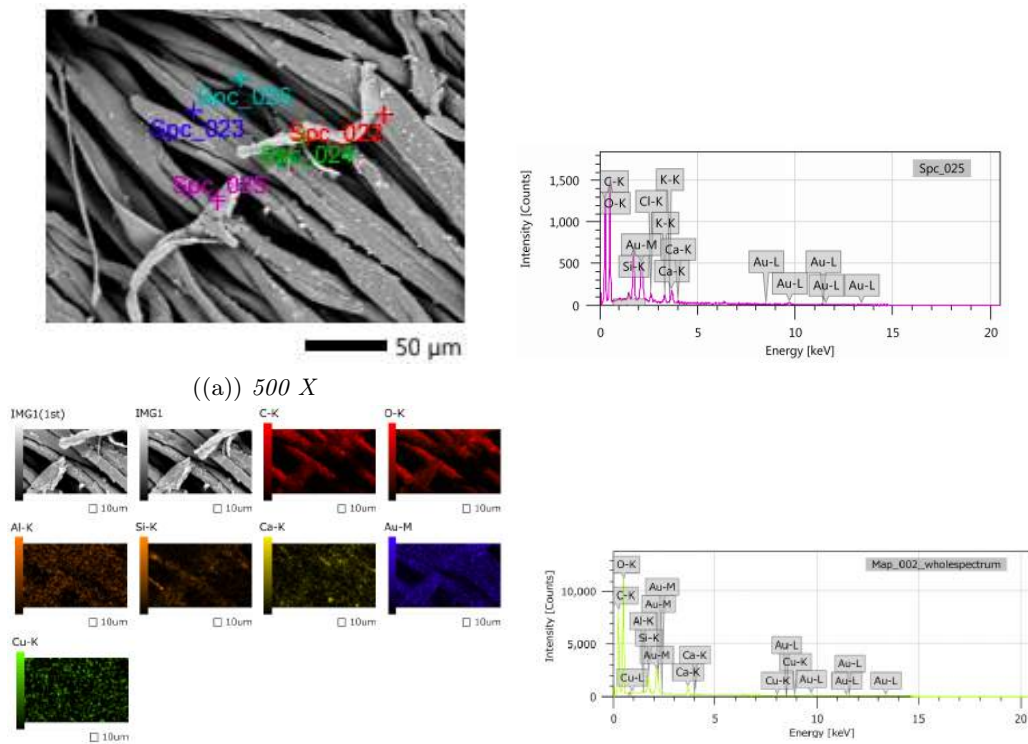 Spc_026
Spc_023
Spc_022
Spc_024
Spc_025
50 µm
((a)) 500 X
Spc_025
Intensity [Counts]
1,500
1,000
500
0
C-K
O-K
K-K
Cl-K
K-K
Au-M
Ca-K
Si-K
Ca-K
Au-L
Au-L
Au-L
Au-L
Au-L
0
5
10
15
20
Energy [keV]
IMG1(1st)
IMG1
C-K
O-K
10um
10um
10um
10um
Al-K
Si-K
Ca-K
Au-M
10um
10um
10um
10um
Cu-K
10um
Map_002_wholespectrum
Intensity [Counts]
10,000
5,000
0
O-K
C-K
Au-M
Au-M
Al-K
Si-K
Au-M
Ca-K
Ca-K
Cu-L
Au-L
Cu-K
Cu-K
Au-L
Au-L
Au-L
Au-L
0
5
10
15
20
Energy [keV]